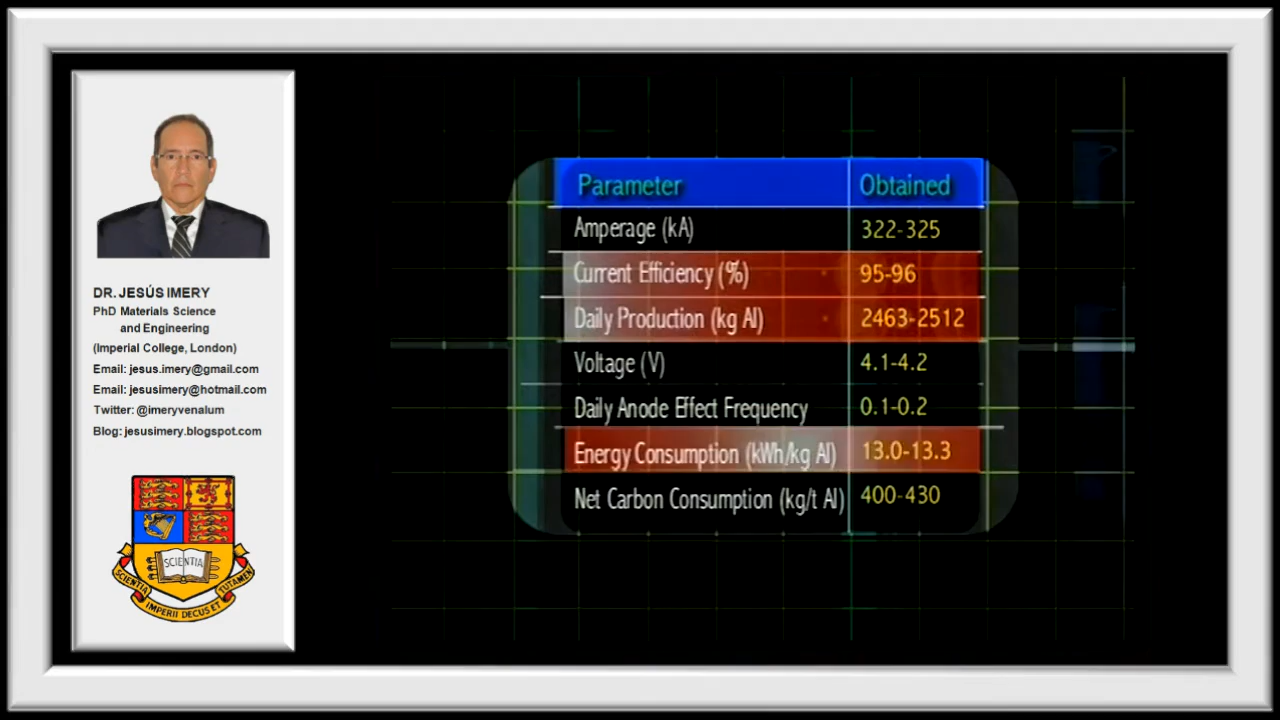 DR. JESÚS IMERY
PhD Materials Science
and Engineering
(Imperial College, London)
Email: jesus.imery@gmail.com
Email: jesusimery@hotmail.com
Twitter: @imeryvenalum
Blog: jesusimery.blogspot.com
SCIENTIA
SCIENTIA IMPERII DECUS ET TUTAMEN
Parameter Obtained
Amperage (kA) 322-325
Current Efficiency (%) 95-96
Daily Production (kg Al) 2463-2512
Voltage (V) 4.1-4.2
Daily Anode Effect Frequency 0.1-0.2
Energy Consumption (kWh/kg Al) 13.0-13.3
Net Carbon Consumption (kg/t Al) 400-430